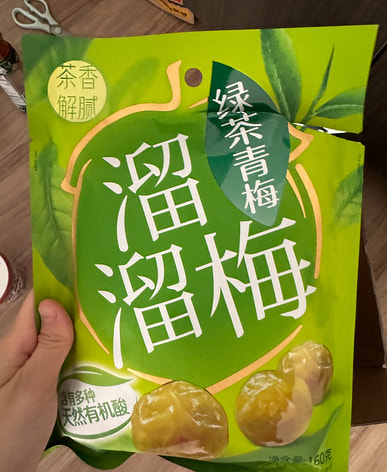 茶香
解腻
绿茶青梅
溜
溜梅
含有多种
天然有机酸
净含量:60克